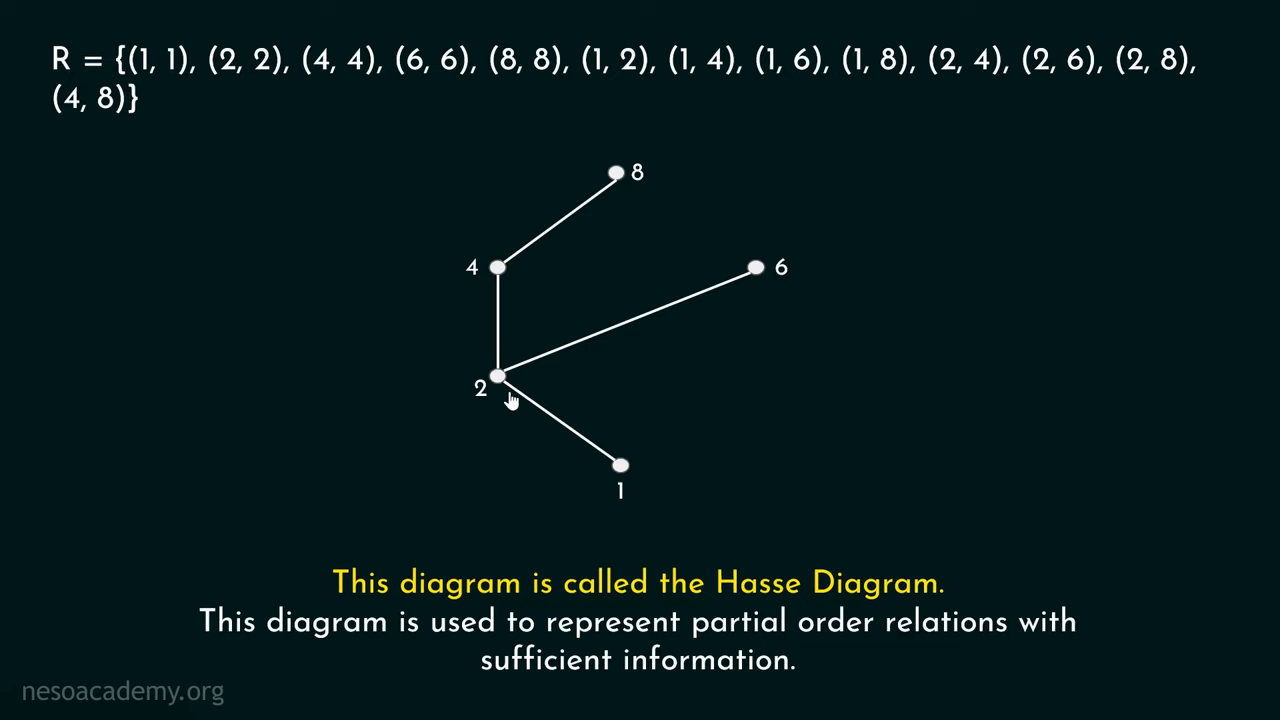 R = {(1, 1), (2, 2), (4, 4), (6, 6), (8, 8), (1, 2), (1, 4), (1, 6), (1, 8), (2, 4), (2, 6), (2, 8),
(4, 8)}
8
4
6
2
1
This diagram is called the Hasse Diagram.
This diagram is used to represent partial order relations with
sufficient information.
nesoacademy.org